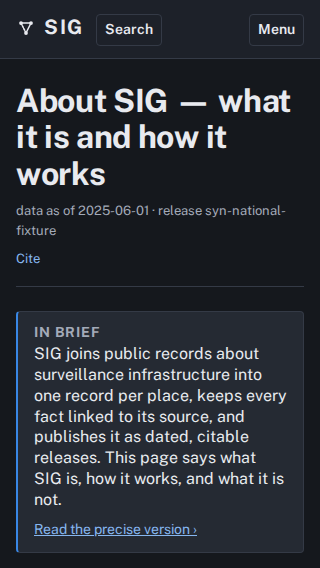 SIG Search Menu
About SIG — what
it is and how it
works
data as of 2025-06-01 · release syn-national-
fixture
Cite
IN BRIEF
SIG joins public records about
surveillance infrastructure into
one record per place, keeps every
fact linked to its source, and
publishes it as dated, citable
releases. This page says what
SIG is, how it works, and what it is
not.
Read the precise version ›